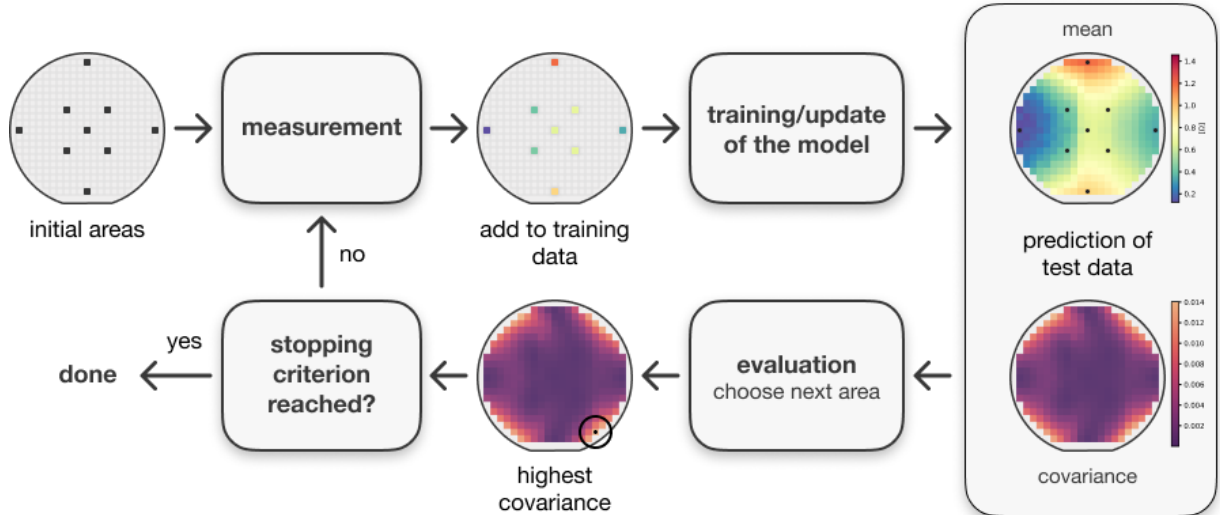 initial areas
measurement
add to training
data
training/update
of the model
mean
1.4
1.2
1.0
0.8
0.6
0.4
0.2
[σ]
prediction of
test data
0.014
0.012
0.010
0.008
0.006
0.004
0.002
covariance
evaluation
choose next area
highest
covariance
stopping
criterion
reached?
no
yes
done